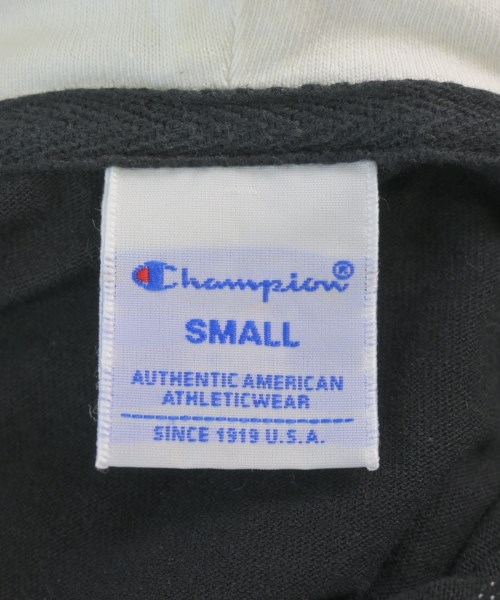 Champion®
SMALL
AUTHENTIC AMERICAN
ATHLETICWEAR
SINCE 1919 U.S.A.